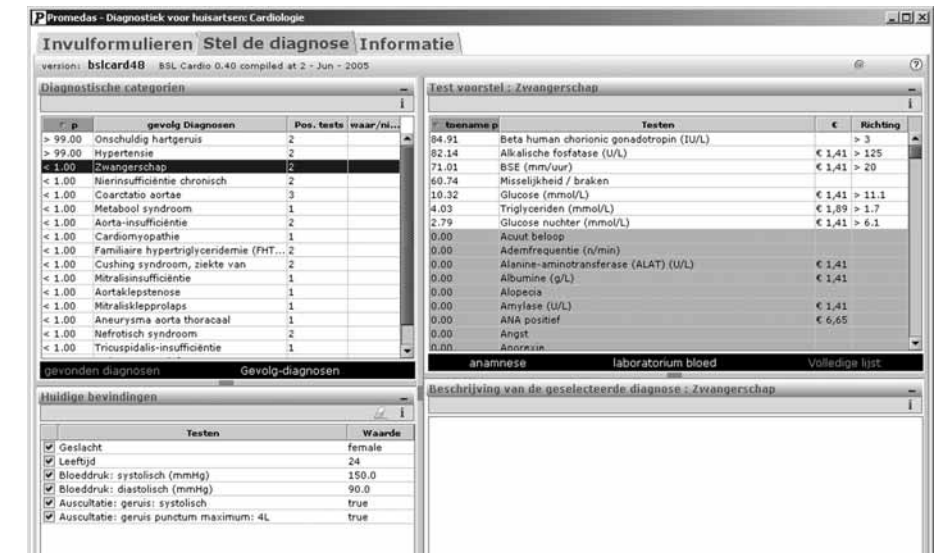 Promedas - Diagnostiek voor huisartsen: Cardiologie
Invulformulieren Stel de diagnose Informatie
version: bslcard48 BSL Cardio 0.40 compiled at 2 - Jun - 2005
Diagnostische categorien
i
p gevolg Diagnosen Pos. tests waar/ni...
> 99.00 Onschuldig hartgeruis 2
> 99.00 Hypertensie 2
< 1.00 Zwangerschap 2
< 1.00 Nierinsufficiëntie chronisch 2
< 1.00 Coarctatio aortae 3
< 1.00 Metabool syndroom 1
< 1.00 Aorta-insufficiëntie 2
< 1.00 Cardiomyopathie 1
< 1.00 Familiaire hypertriglyceridemie (FHT... 2
< 1.00 Cushing syndroom, ziekte van 2
< 1.00 Mitralisinsufficiëntie 1
< 1.00 Aortaklepstenose 1
< 1.00 Mitralisklepprolaps 1
< 1.00 Aneurysma aorta thoracaal 1
< 1.00 Nefrotisch syndroom 2
< 1.00 Tricuspidalis-insufficiëntie 1
gevonden diagnosen Gevolg-diagnosen
Huidige bevindingen
i
Testen Waarde
Geslacht female
Leeftijd 24
Bloeddruk: systolisch (mmHg) 150.0
Bloeddruk: diastolisch (mmHg) 90.0
Auscultatie: geruis: systolisch true
Auscultatie: geruis punctum maximum: 4L true
Test voorstel : Zwangerschap
i
toename p Testen € Richting
84.91 Beta human chorionic gonadotropin (IU/L) > 3
82.14 Alkalische fosfatase (U/L) € 1,41 > 125
71.01 BSE (mm/uur) € 1,41 > 20
60.74 Misselijkheid / braken
10.32 Glucose (mmol/L) € 1,41 > 11.1
4.03 Triglyceriden (mmol/L) € 1,89 > 1.7
2.79 Glucose nuchter (mmol/L) € 1,41 > 6.1
0.00 Acuut beloop
0.00 Ademfrequentie (n/min)
0.00 Alanine-aminotransferase (ALAT) (U/L) € 1,41
0.00 Albumine (g/L) € 1,41
0.00 Alopecia
0.00 Amylase (U/L) € 1,41
0.00 ANA positief € 6,65
0.00 Angst
0.00 Anorexin
anamnese laboratorium bloed Volledige lijst
Beschrijving van de geselecteerde diagnose : Zwangerschap
i